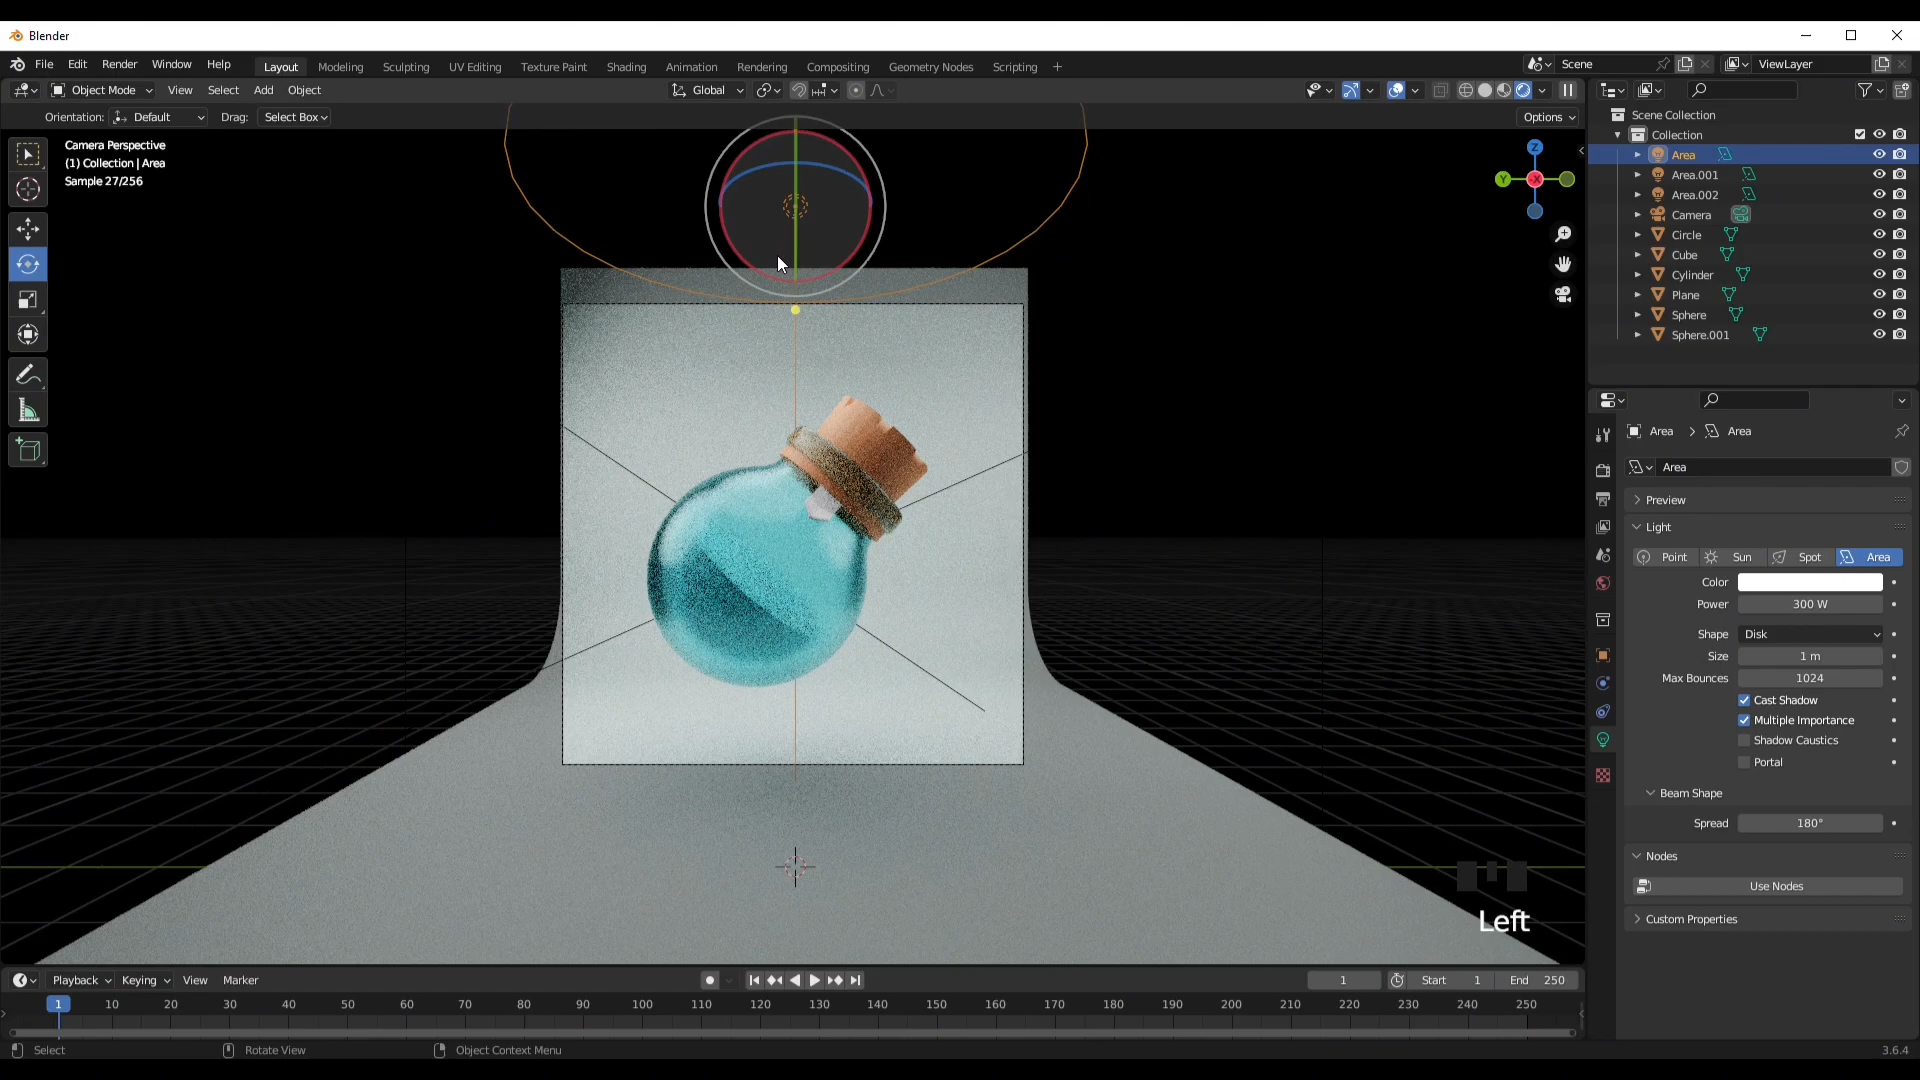 Blender
File Edit Render Window Help Layout Modeling Sculpting UV Editing Texture Paint Shading Animation Rendering Compositing Geometry Nodes Scripting + Scene ViewLayer
Object Mode View Select Add Object Global
Orientation: Default Drag: Select Box Options
Camera Perspective
(1) Collection | Area
Sample 27/256
Z
Y
X
Left
Scene Collection
Collection
Area
Area.001
Area.002
Camera
Circle
Cube
Cylinder
Plane
Sphere
Sphere.001
Area > Area
Area
Preview
Light
Point Sun Spot Area
Color
Power 300 W
Shape Disk
Size 1 m
Max Bounces 1024
Cast Shadow
Multiple Importance
Shadow Caustics
Portal
Beam Shape
Spread 180°
Nodes
Use Nodes
Custom Properties
Playback Keying View Marker 1 Start 1 End 250
1 10 20 30 40 50 60 70 80 90 100 110 120 130 140 150 160 170 180 190 200 210 220 230 240 250
Select Rotate View Object Context Menu 3.6.4